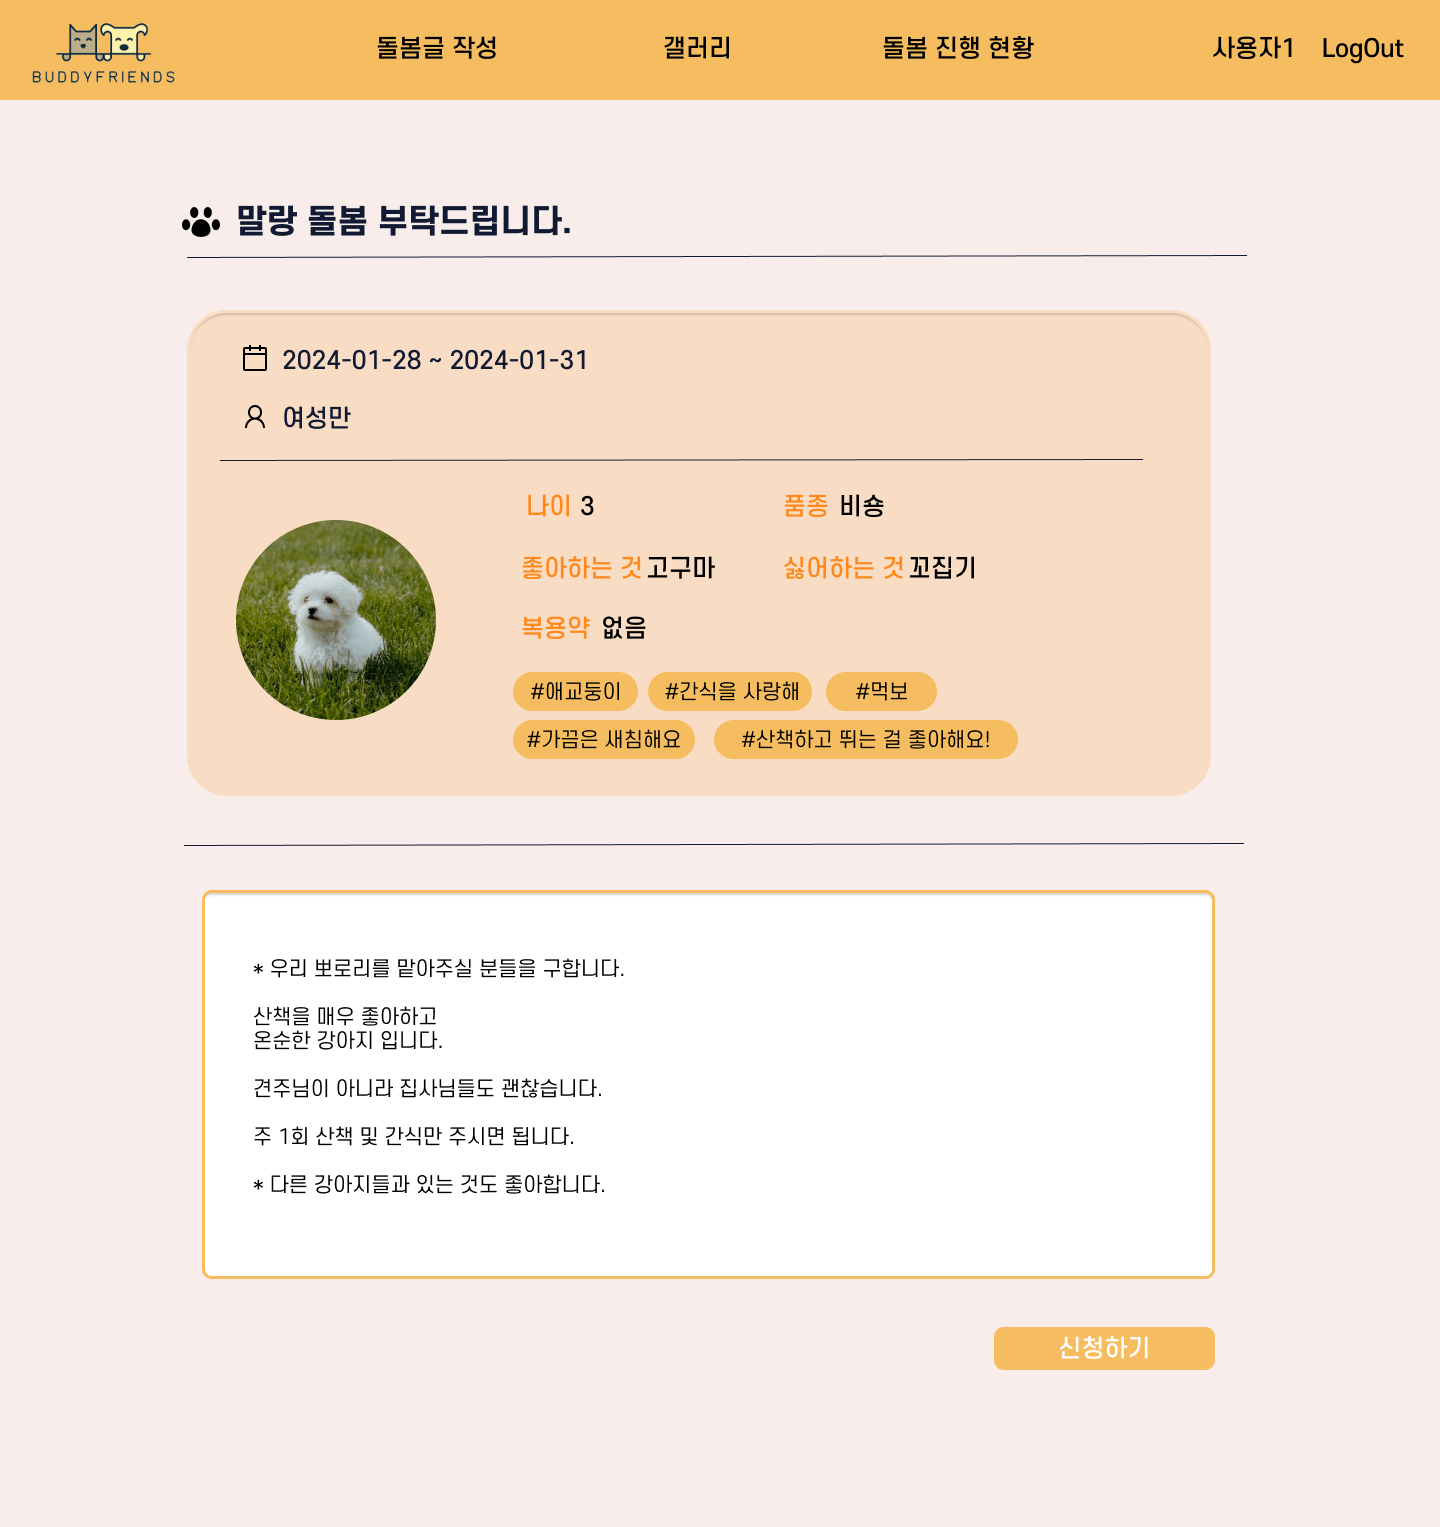 BUDDYFRIENDS
돌봄글 작성
갤러리
돌봄 진행 현황
사용자1
LogOut
말랑 돌봄 부탁드립니다.
2024-01-28 ~ 2024-01-31
여성만
나이 3
품종 비숑
좋아하는 것 고구마
싫어하는 것 꼬집기
복용약 없음
#애교둥이
#간식을 사랑해
#먹보
#가끔은 새침해요
#산책하고 뛰는 걸 좋아해요!
* 우리 뽀로리를 맡아주실 분들을 구합니다.
산책을 매우 좋아하고
온순한 강아지 입니다.
견주님이 아니라 집사님들도 괜찮습니다.
주 1회 산책 및 간식만 주시면 됩니다.
* 다른 강아지들과 있는 것도 좋아합니다.
신청하기